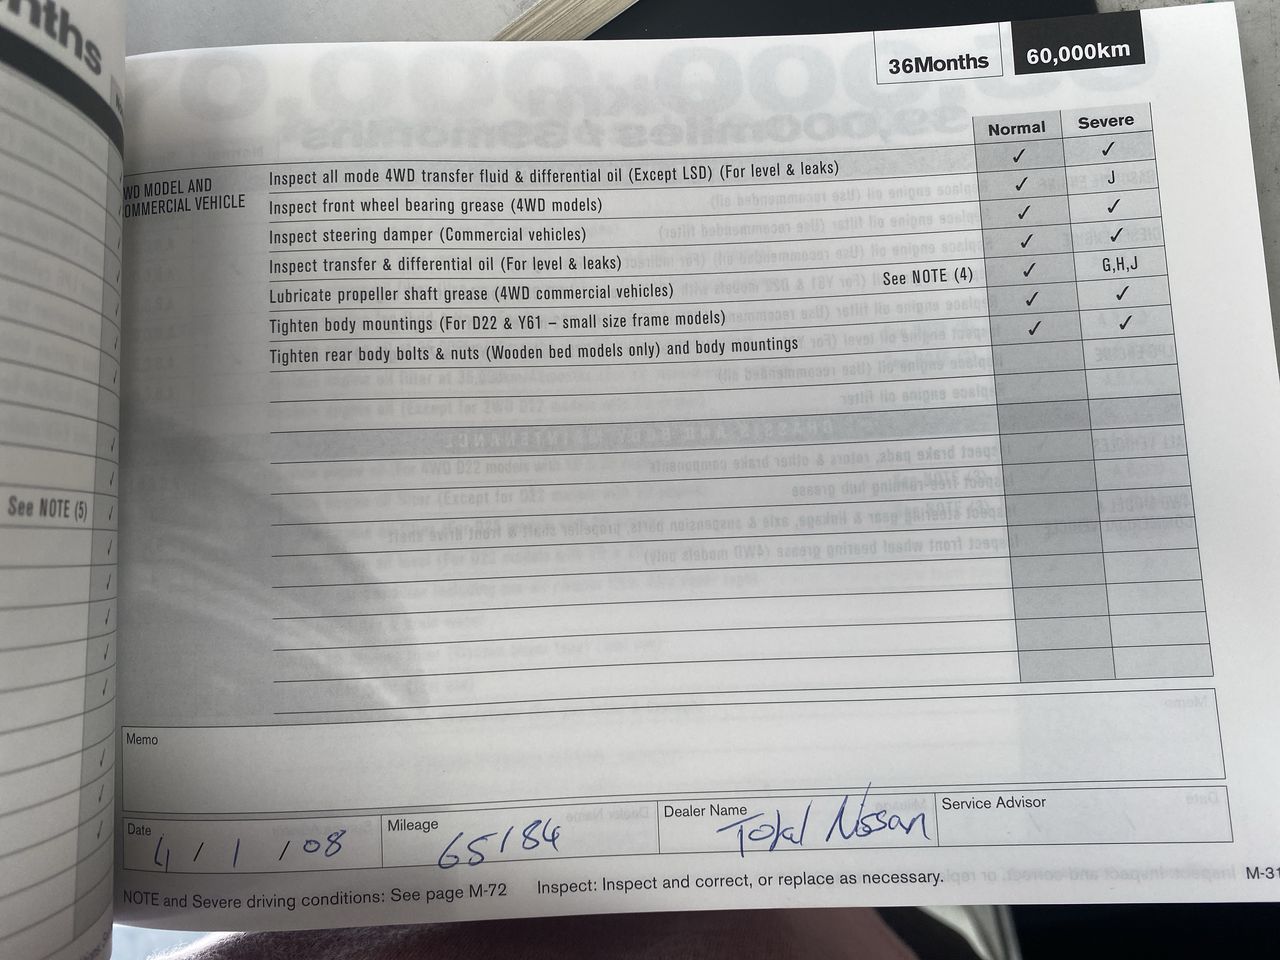 nths
36Months 60,000km
Normal Severe
WD MODEL AND
OMMERCIAL VEHICLE
Inspect all mode 4WD transfer fluid & differential oil (Except LSD) (For level & leaks) ✓ ✓
Inspect front wheel bearing grease (4WD models) ✓ J
Inspect steering damper (Commercial vehicles) ✓ ✓
Inspect transfer & differential oil (For level & leaks) ✓ ✓
Lubricate propeller shaft grease (4WD commercial vehicles) See NOTE (4) ✓ G,H,J
Tighten body mountings (For D22 & Y61 – small size frame models) ✓ ✓
Tighten rear body bolts & nuts (Wooden bed models only) and body mountings ✓ ✓
See NOTE (5)
Memo
Date 4 / 1 / 08 Mileage 65184 Dealer Name Total Nissan Service Advisor
NOTE and Severe driving conditions: See page M-72 Inspect: Inspect and correct, or replace as necessary. M-31